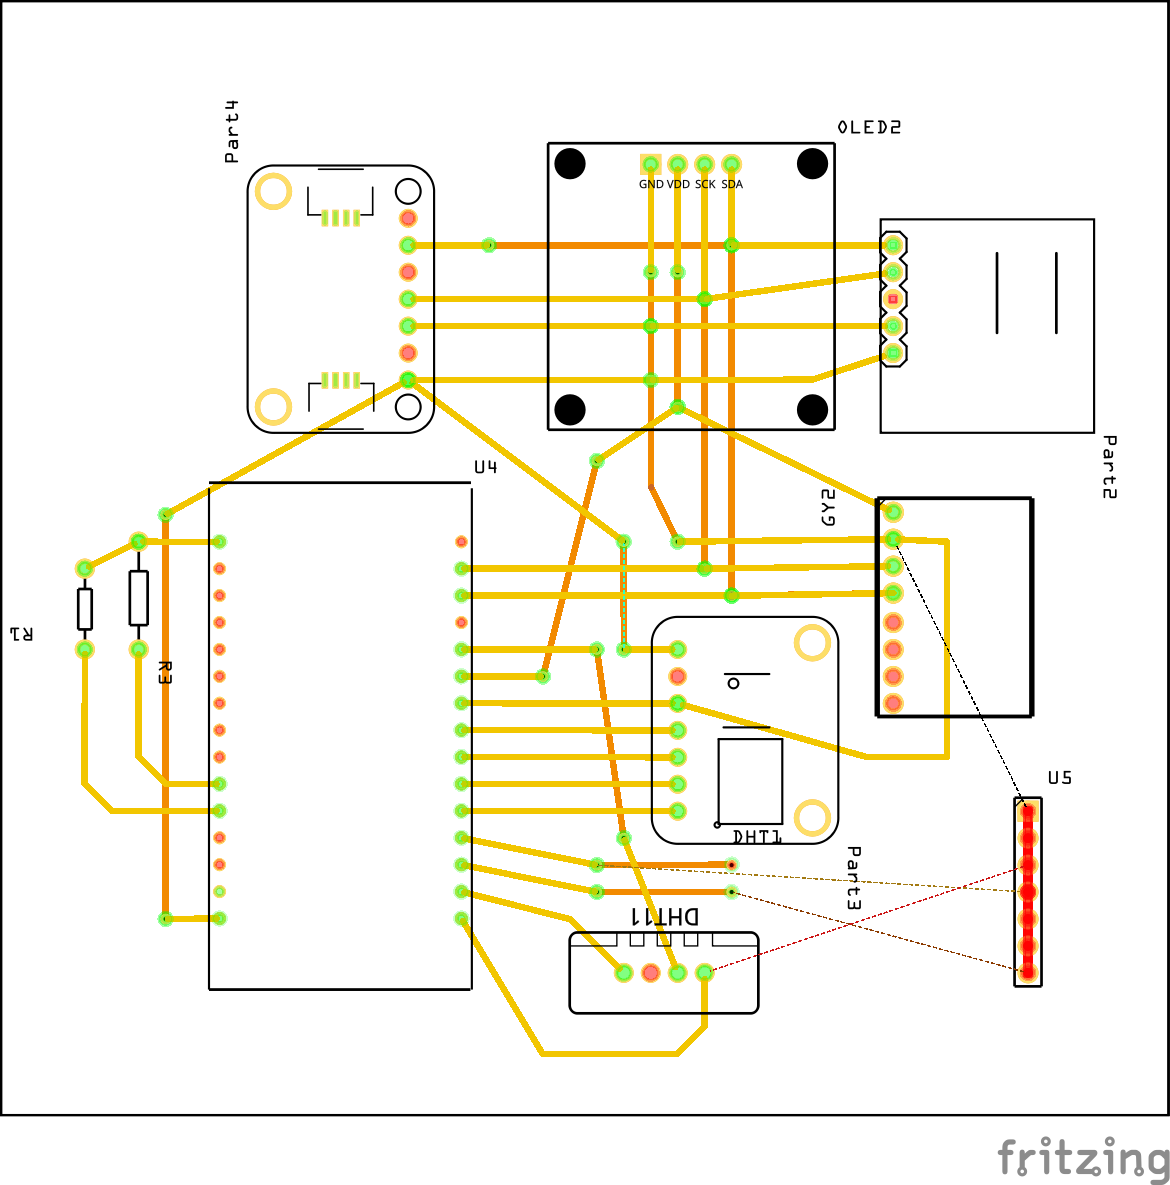 Part4
OLED2
GND VDD SCK SDA
Part2
U4
GY2
R1
R3
U5
DHT1
Part3
DHT11
fritzing